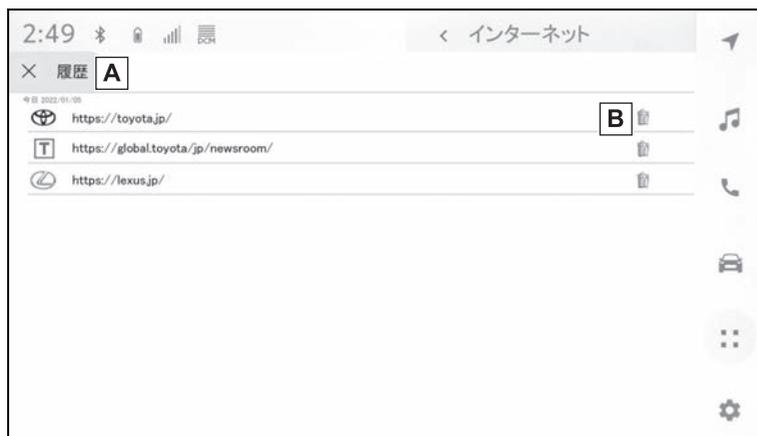 2:49 DCM インターネット
履歴 A
今日 2022/01/05
https://toyota.jp/ B
T https://global.toyota/jp/newsroom/
https://lexus.jp/